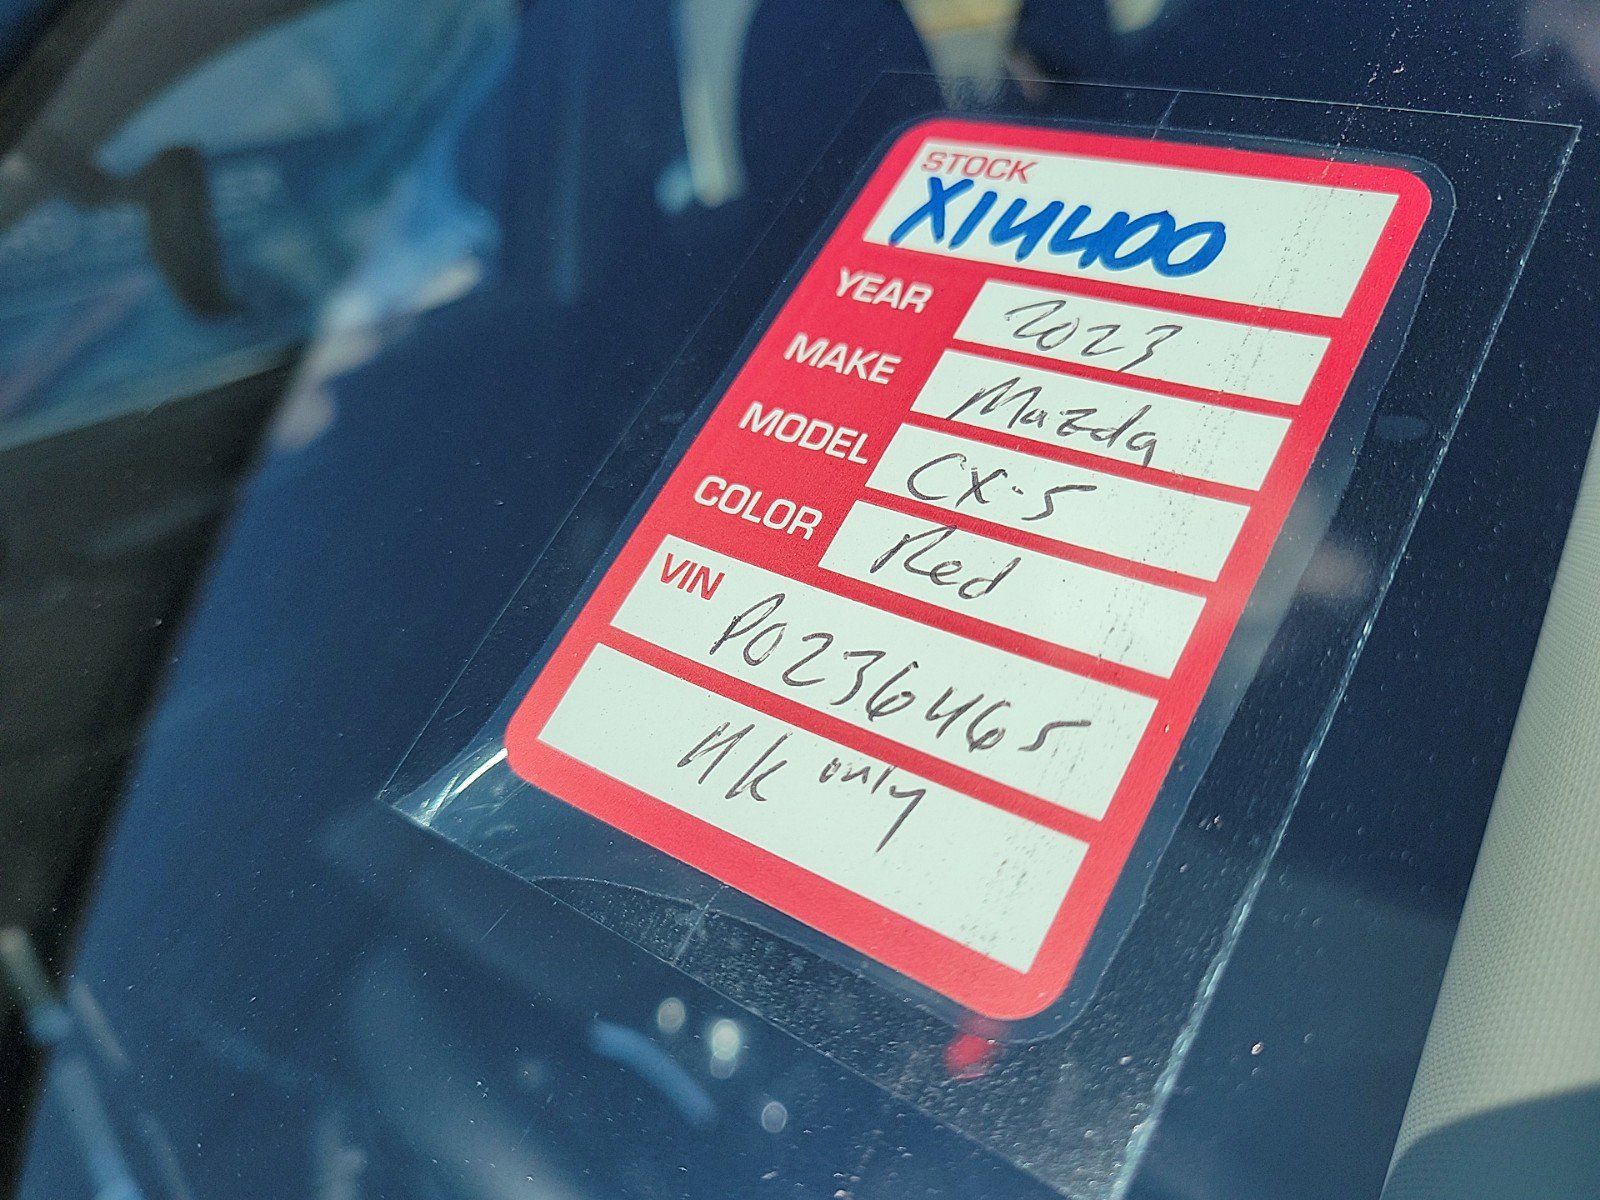 STOCK
X14400
YEAR 2023
MAKE Mazda
MODEL CX-5
COLOR Red
VIN P0236465
11k only